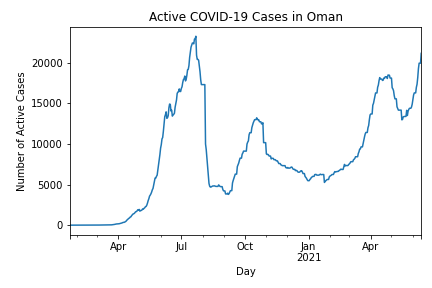 Active COVID-19 Cases in Oman
Number of Active Cases
20000
15000
10000
5000
0
Apr
Jul
Oct
Jan
2021
Apr
Day